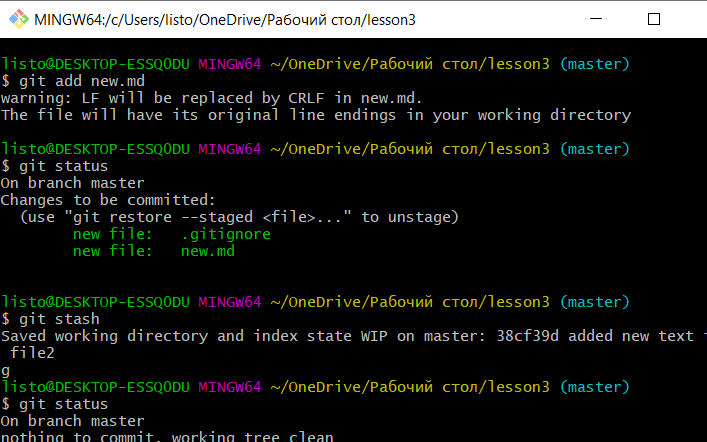 MINGW64:/c/Users/listo/OneDrive/Рабочий стол/lesson3
listo@DESKTOP-ESSQODU MINGW64 ~/OneDrive/Рабочий стол/lesson3 (master)
$ git add new.md
warning: LF will be replaced by CRLF in new.md.
The file will have its original line endings in your working directory
listo@DESKTOP-ESSQODU MINGW64 ~/OneDrive/Рабочий стол/lesson3 (master)
$ git status
On branch master
Changes to be committed:
  (use "git restore --staged <file>..." to unstage)
        new file:   .gitignore
        new file:   new.md
listo@DESKTOP-ESSQODU MINGW64 ~/OneDrive/Рабочий стол/lesson3 (master)
$ git stash
Saved working directory and index state WIP on master: 38cf39d added new text
 file2
g
listo@DESKTOP-ESSQODU MINGW64 ~/OneDrive/Рабочий стол/lesson3 (master)
$ git status
On branch master
nothing to commit, working tree clean